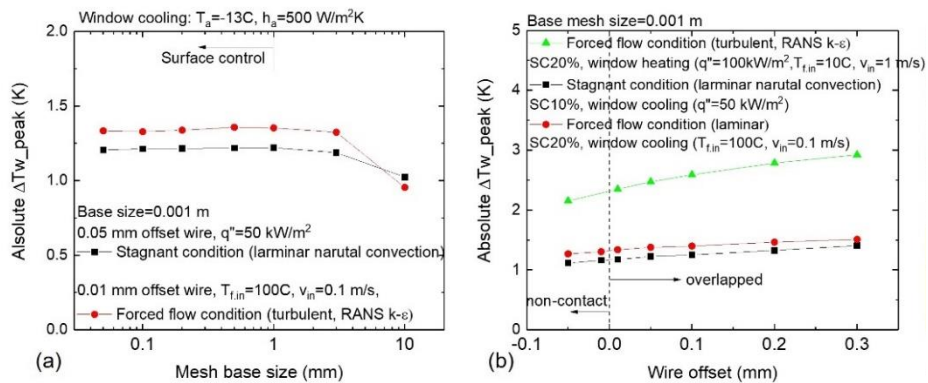 Window cooling: Ta=-13C, ha=500 W/m²K
2.0
1.5
1.0
0.5
0.0
Alsolute ΔTw_peak (K)
Surface control
Base size=0.001 m
0.05 mm offset wire, q"=50 kW/m²
Stagnant condition (larminar narutal convection)
0.01 mm offset wire, Tf.in=100C, vin=0.1 m/s,
Forced flow condition (turbulent, RANS k-ε)
0.1
1
10
(a)
Mesh base size (mm)
Base mesh size=0.001 m
5
4
3
2
1
0
Absolute ΔTw_peak (K)
Forced flow condition (turbulent, RANS k-ε)
SC20%, window heating (q"=100kW/m²,Tf.in=10C, vin=1 m/s)
Stagnant condition (larminar narutal convection)
SC10%, window cooling (q"=50 kW/m²)
Forced flow condition (laminar)
SC20%, window cooling (Tf.in=100C, vin=0.1 m/s)
overlapped
non-contact
-0.1
0.0
0.1
0.2
0.3
(b)
Wire offset (mm)